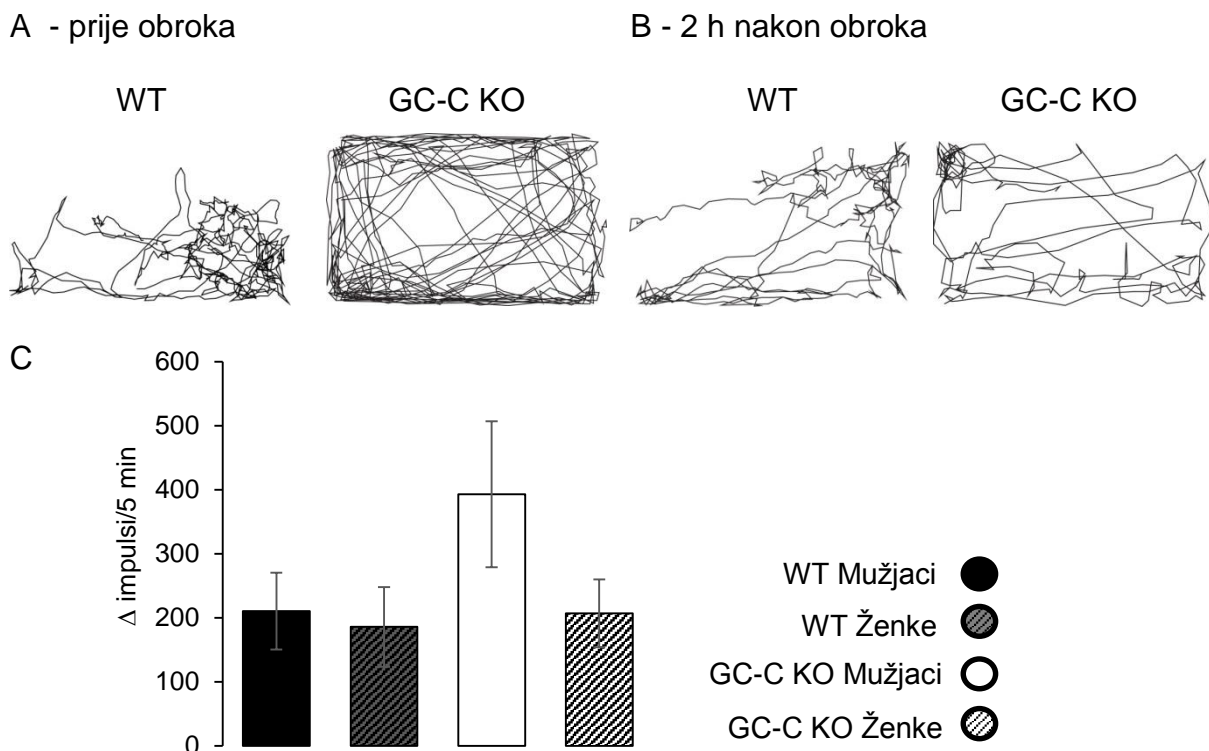 A - prije obroka
B - 2 h nakon obroka
WT
GC-C KO
WT
GC-C KO
C
600
500
400
300
200
100
0
Δ impulsi/5 min
WT Mužjaci
WT Ženke
GC-C KO Mužjaci
GC-C KO Ženke